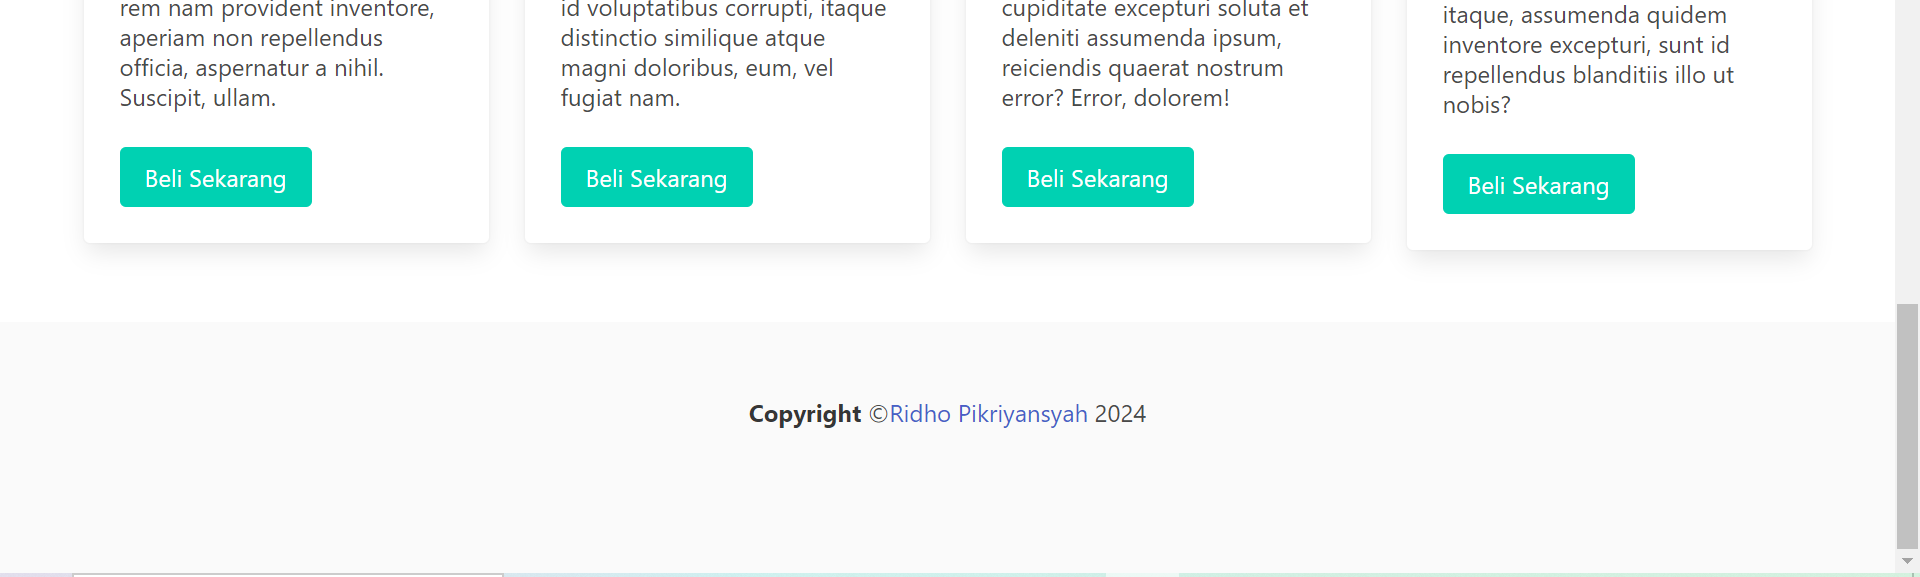 rem nam provident inventore,
aperiam non repellendus
officia, aspernatur a nihil.
Suscipit, ullam.
Beli Sekarang
id voluptatibus corrupti, itaque
distinctio similique atque
magni doloribus, eum, vel
fugiat nam.
Beli Sekarang
cupiditate excepturi soluta et
deleniti assumenda ipsum,
reiciendis quaerat nostrum
error? Error, dolorem!
Beli Sekarang
itaque, assumenda quidem
inventore excepturi, sunt id
repellendus blanditiis illo ut
nobis?
Beli Sekarang
Copyright ©Ridho Pikriyansyah 2024